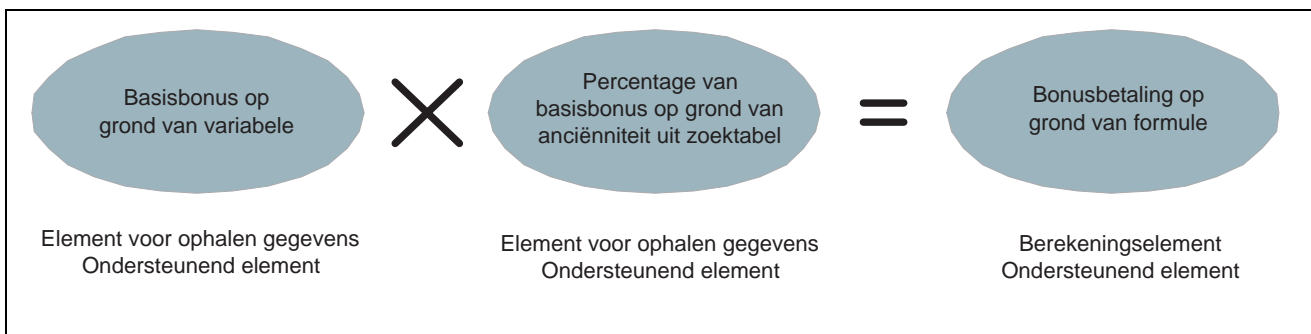 Basisbonus op
grond van variabele
Percentage van
basisbonus op grond van
anciënniteit uit zoektabel
Bonusbetaling op
grond van formule
Element voor ophalen gegevens
Ondersteunend element
Element voor ophalen gegevens
Ondersteunend element
Berekeningselement
Ondersteunend element